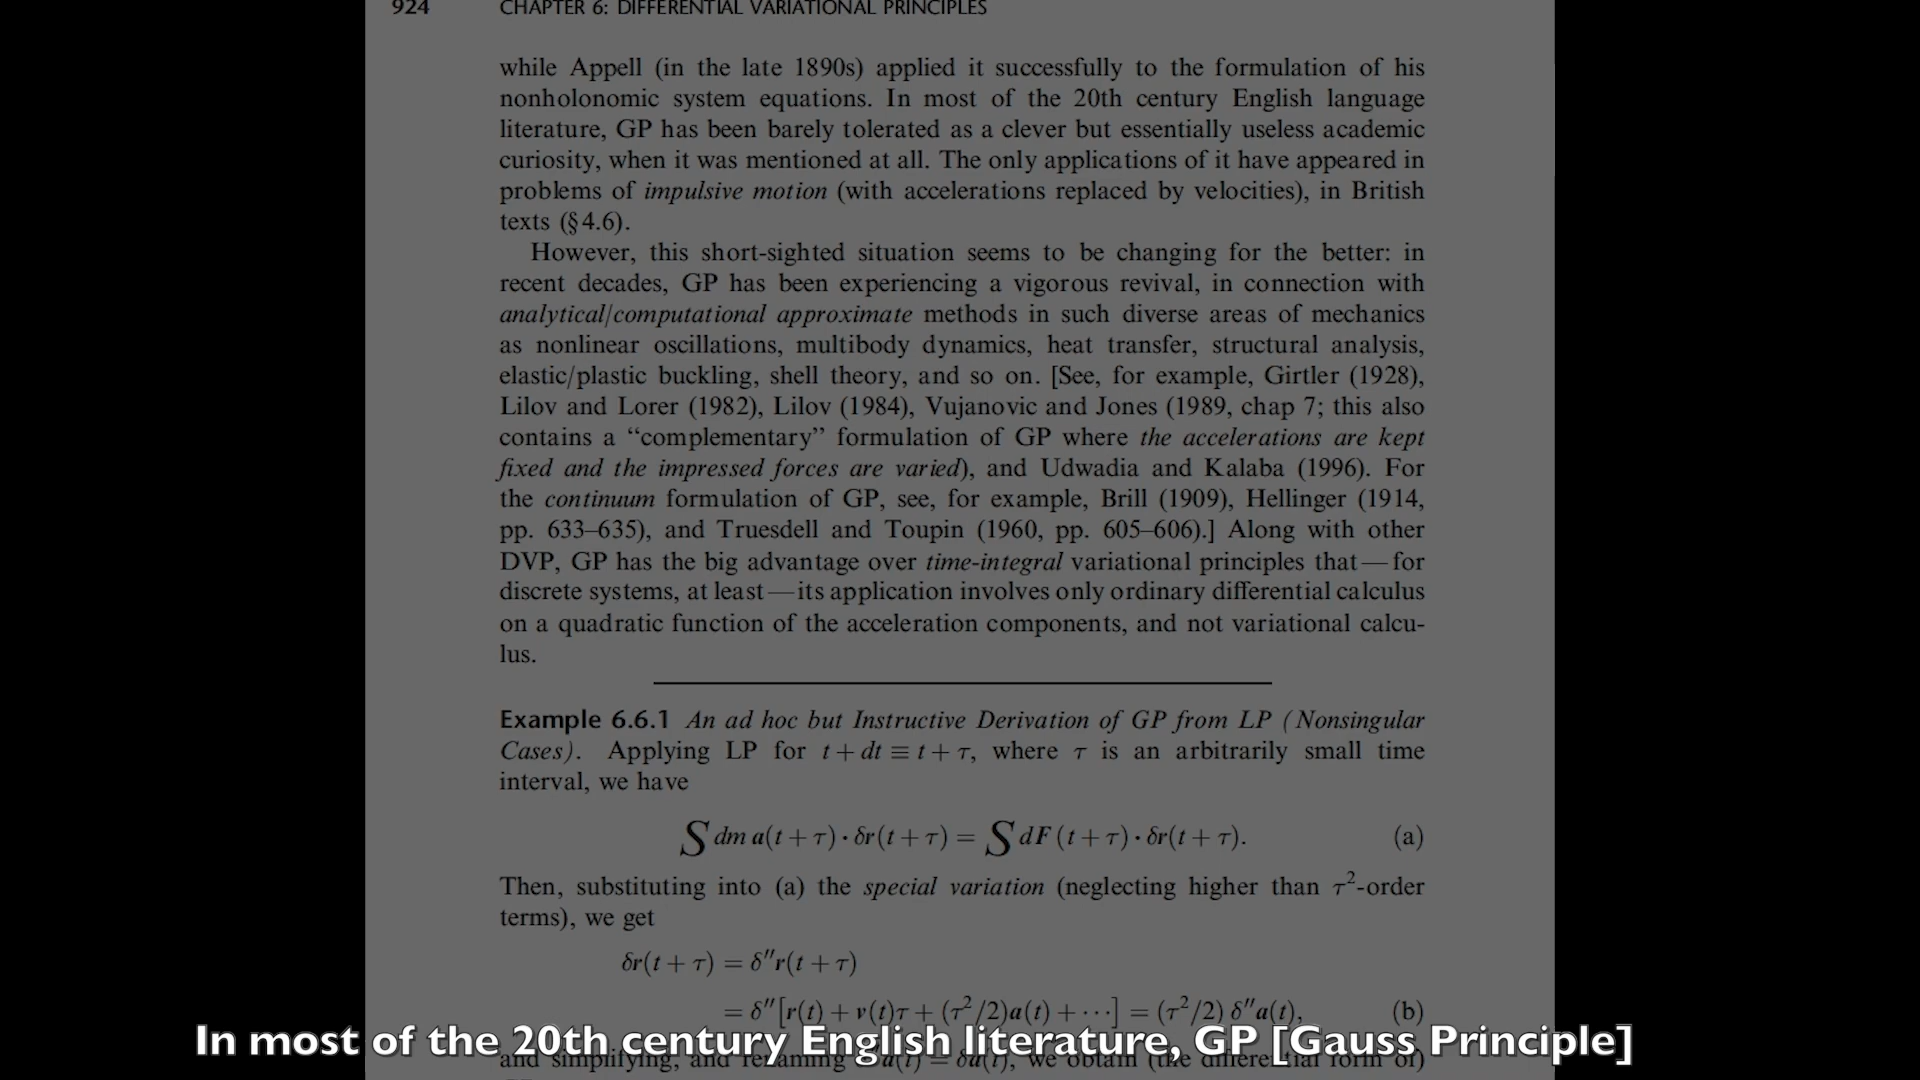 924 CHAPTER 6: DIFFERENTIAL VARIATIONAL PRINCIPLES
while Appell (in the late 1890s) applied it successfully to the formulation of his
nonholonomic system equations. In most of the 20th century English language
literature, GP has been barely tolerated as a clever but essentially useless academic
curiosity, when it was mentioned at all. The only applications of it have appeared in
problems of impulsive motion (with accelerations replaced by velocities), in British
texts (§4.6).
However, this short-sighted situation seems to be changing for the better: in
recent decades, GP has been experiencing a vigorous revival, in connection with
analytical/computational approximate methods in such diverse areas of mechanics
as nonlinear oscillations, multibody dynamics, heat transfer, structural analysis,
elastic/plastic buckling, shell theory, and so on. [See, for example, Girtler (1928),
Lilov and Lorer (1982), Lilov (1984), Vujanovic and Jones (1989, chap 7; this also
contains a “complementary” formulation of GP where the accelerations are kept
fixed and the impressed forces are varied), and Udwadia and Kalaba (1996). For
the continuum formulation of GP, see, for example, Brill (1909), Hellinger (1914,
pp. 633–635), and Truesdell and Toupin (1960, pp. 605–606).] Along with other
DVP, GP has the big advantage over time-integral variational principles that — for
discrete systems, at least — its application involves only ordinary differential calculus
on a quadratic function of the acceleration components, and not variational calcu-
lus.
Example 6.6.1 An ad hoc but Instructive Derivation of GP from LP (Nonsingular
Cases). Applying LP for t + dt ≡ t + τ, where τ is an arbitrarily small time
interval, we have
S dm a(t + τ) · δr(t + τ) = S dF (t + τ) · δr(t + τ). (a)
Then, substituting into (a) the special variation (neglecting higher than τ²-order
terms), we get
δr(t + τ) = δ″r(t + τ)
= δ″[r(t) + v(t)τ + (τ²/2)a(t) + ···] = (τ²/2) δ″a(t), (b)
and simplifying, and renaming δ″a(t) = δa(t), we obtain (the differential form of)
In most of the 20th century English literature, GP [Gauss Principle]